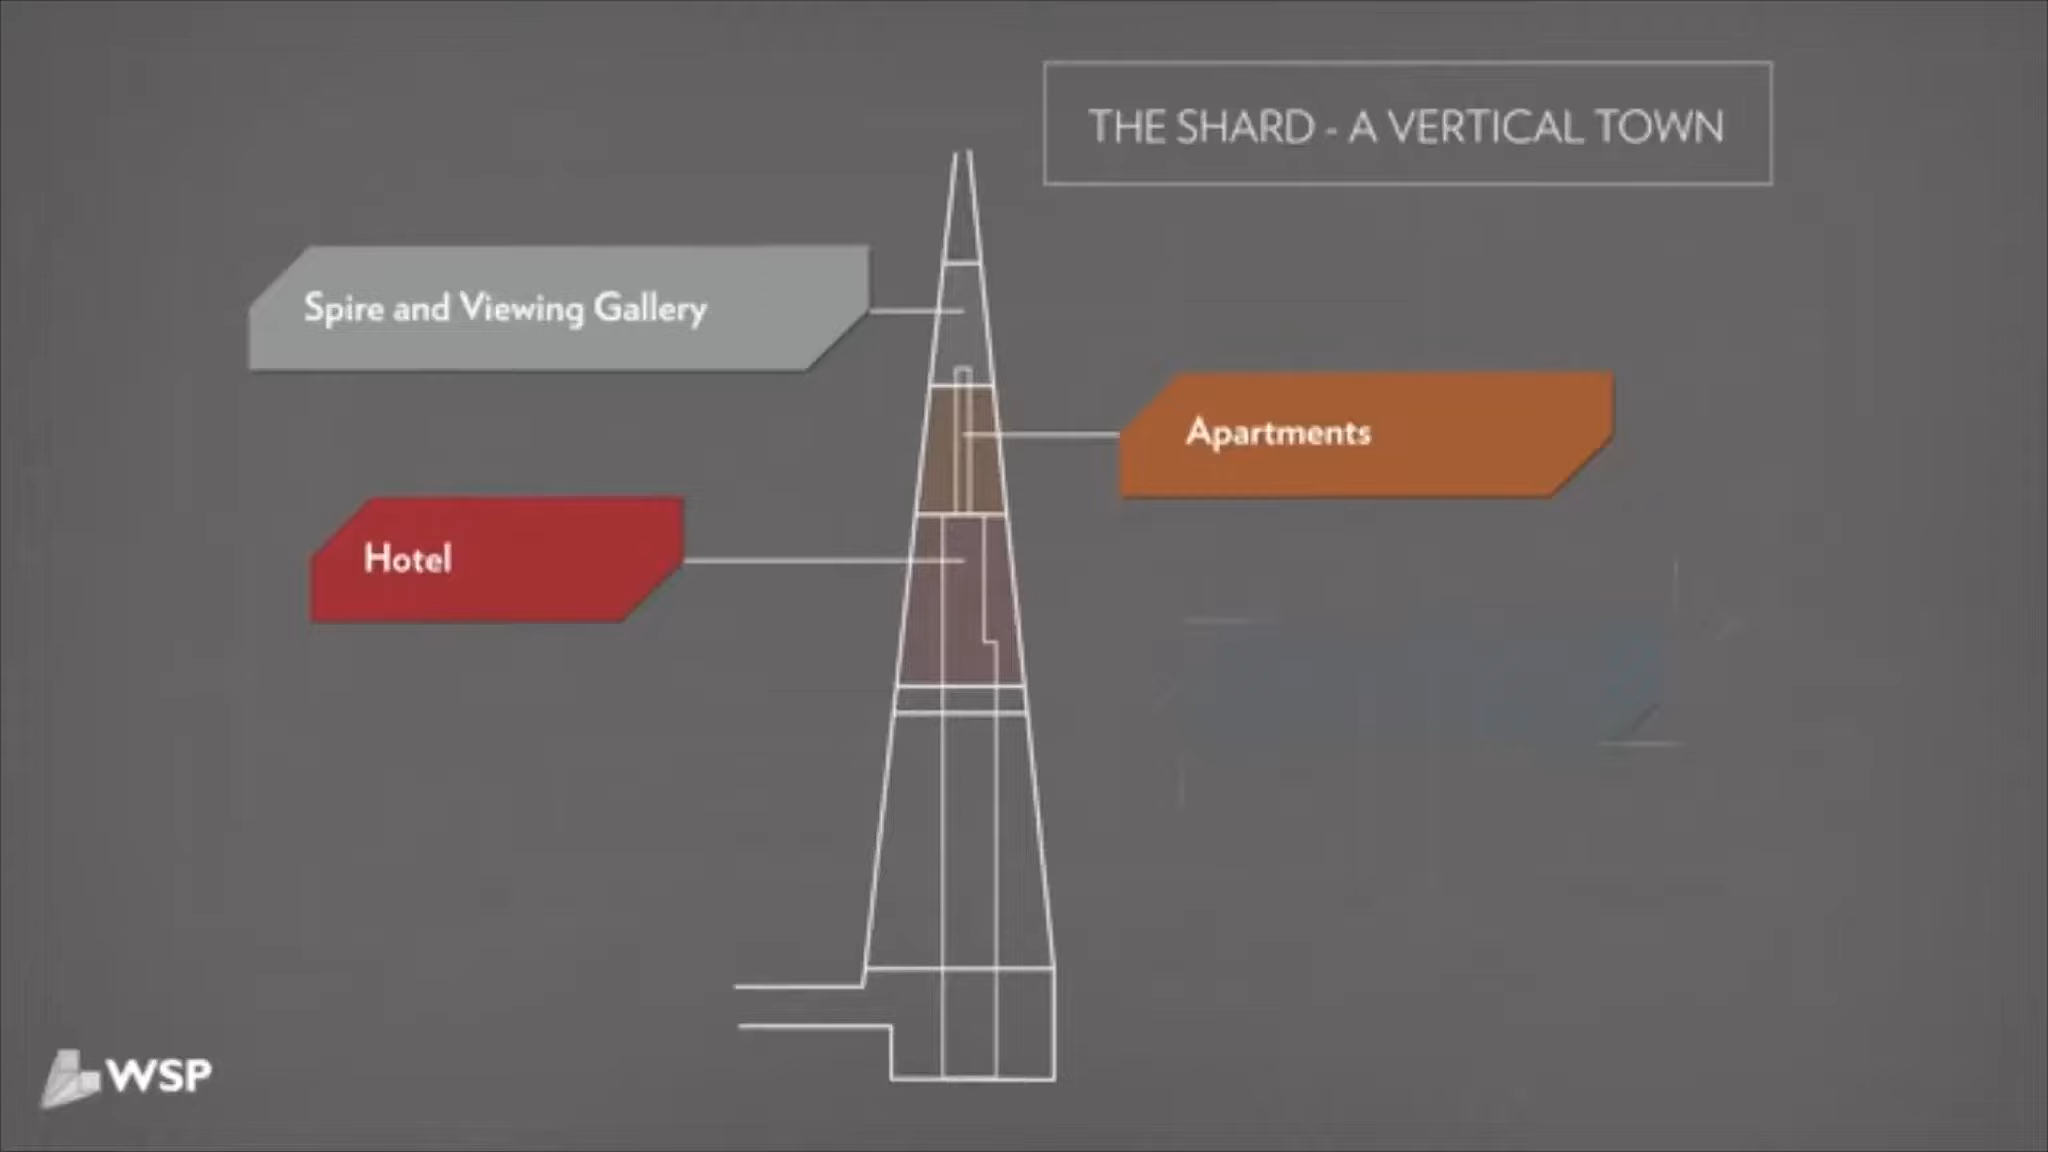 THE SHARD - A VERTICAL TOWN
Spire and Viewing Gallery
Apartments
Hotel
WSP